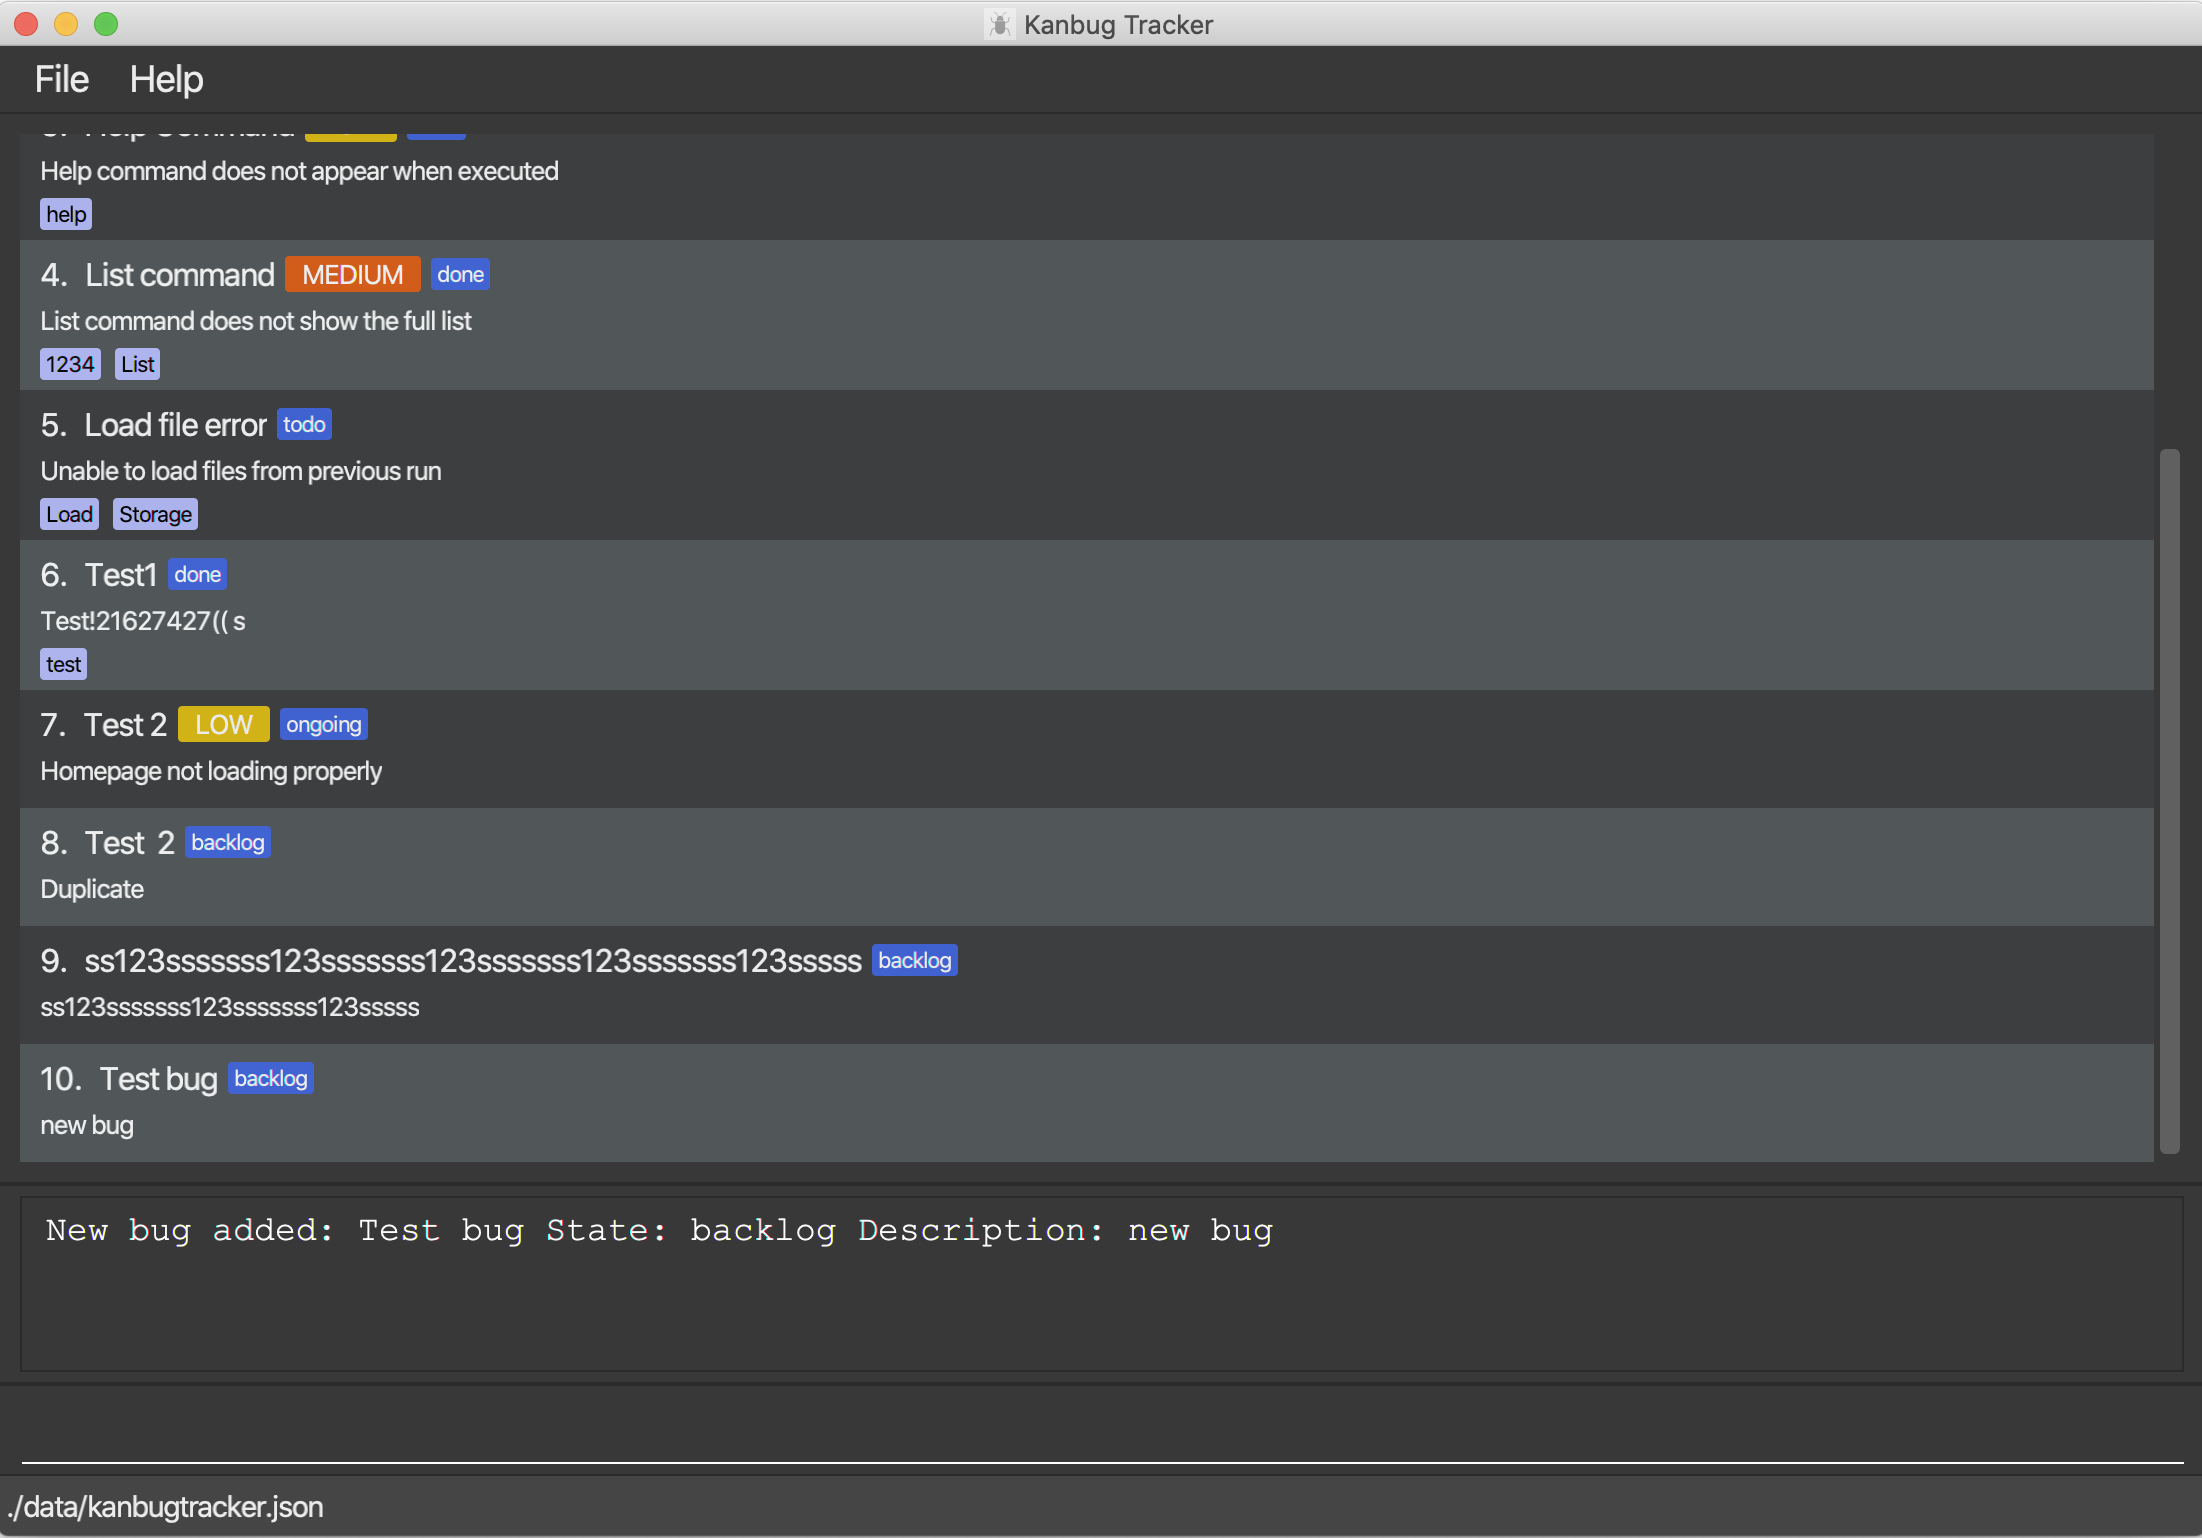 Kanbug Tracker
File Help
Help Command
Help command does not appear when executed
help
4. List command MEDIUM done
List command does not show the full list
1234 List
5. Load file error todo
Unable to load files from previous run
Load Storage
6. Test1 done
Test!21627427(( s
test
7. Test 2 LOW ongoing
Homepage not loading properly
8. Test  2 backlog
Duplicate
9. ss123sssssss123sssssss123sssssss123sssssss123sssss backlog
ss123sssssss123sssssss123sssss
10. Test bug backlog
new bug
New bug added: Test bug State: backlog Description: new bug
./data/kanbugtracker.json